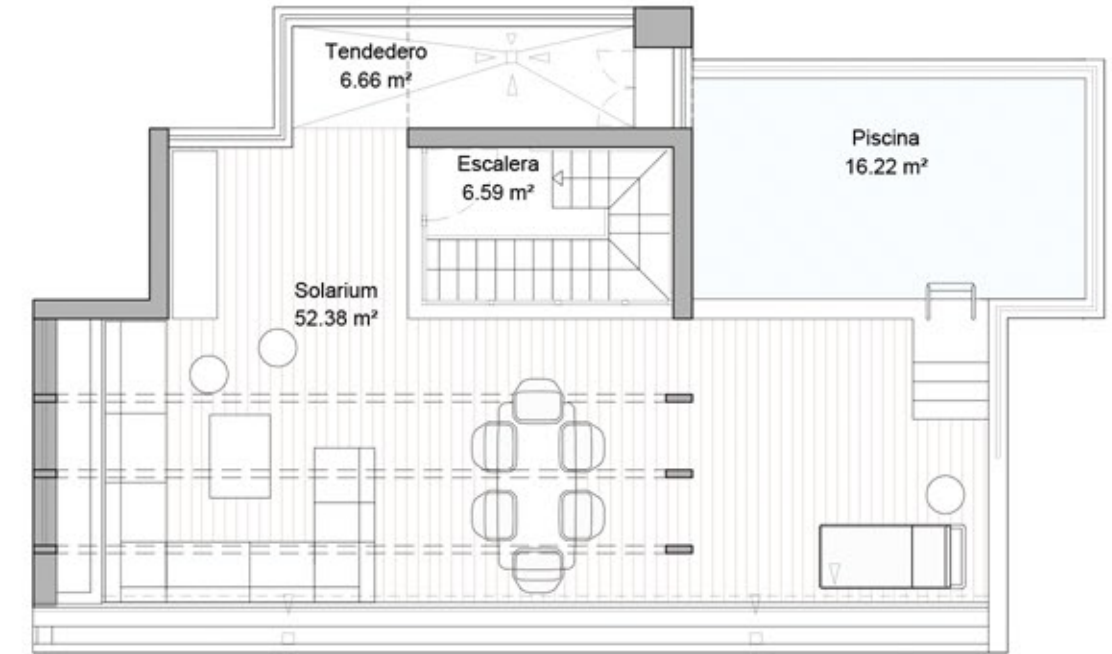 Tendedero
6.66 m²
Piscina
16.22 m²
Escalera
6.59 m²
Solarium
52.38 m²